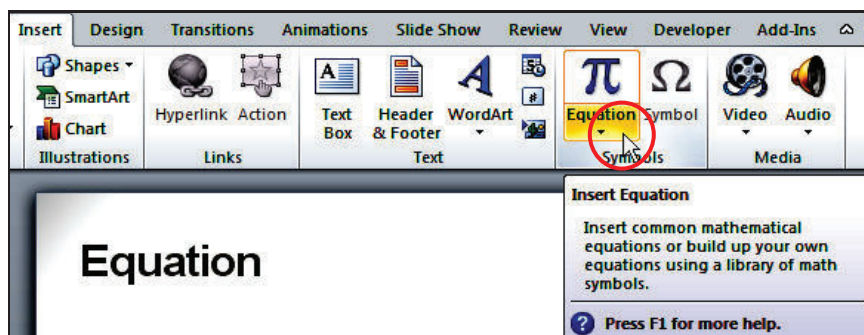 Insert Design Transitions Animations Slide Show Review View Developer Add-Ins
Shapes
SmartArt
Chart
Illustrations
Hyperlink Action
Links
Text Box
Header & Footer
WordArt
#
Text
π Ω
Equation Symbol
Symbols
Video Audio
Media
Insert Equation
Insert common mathematical
equations or build up your own
equations using a library of math
symbols.
Press F1 for more help.
Equation